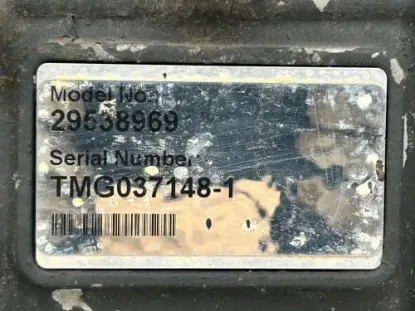 Model No.:
29538969
Serial Number:
TMG037148-1